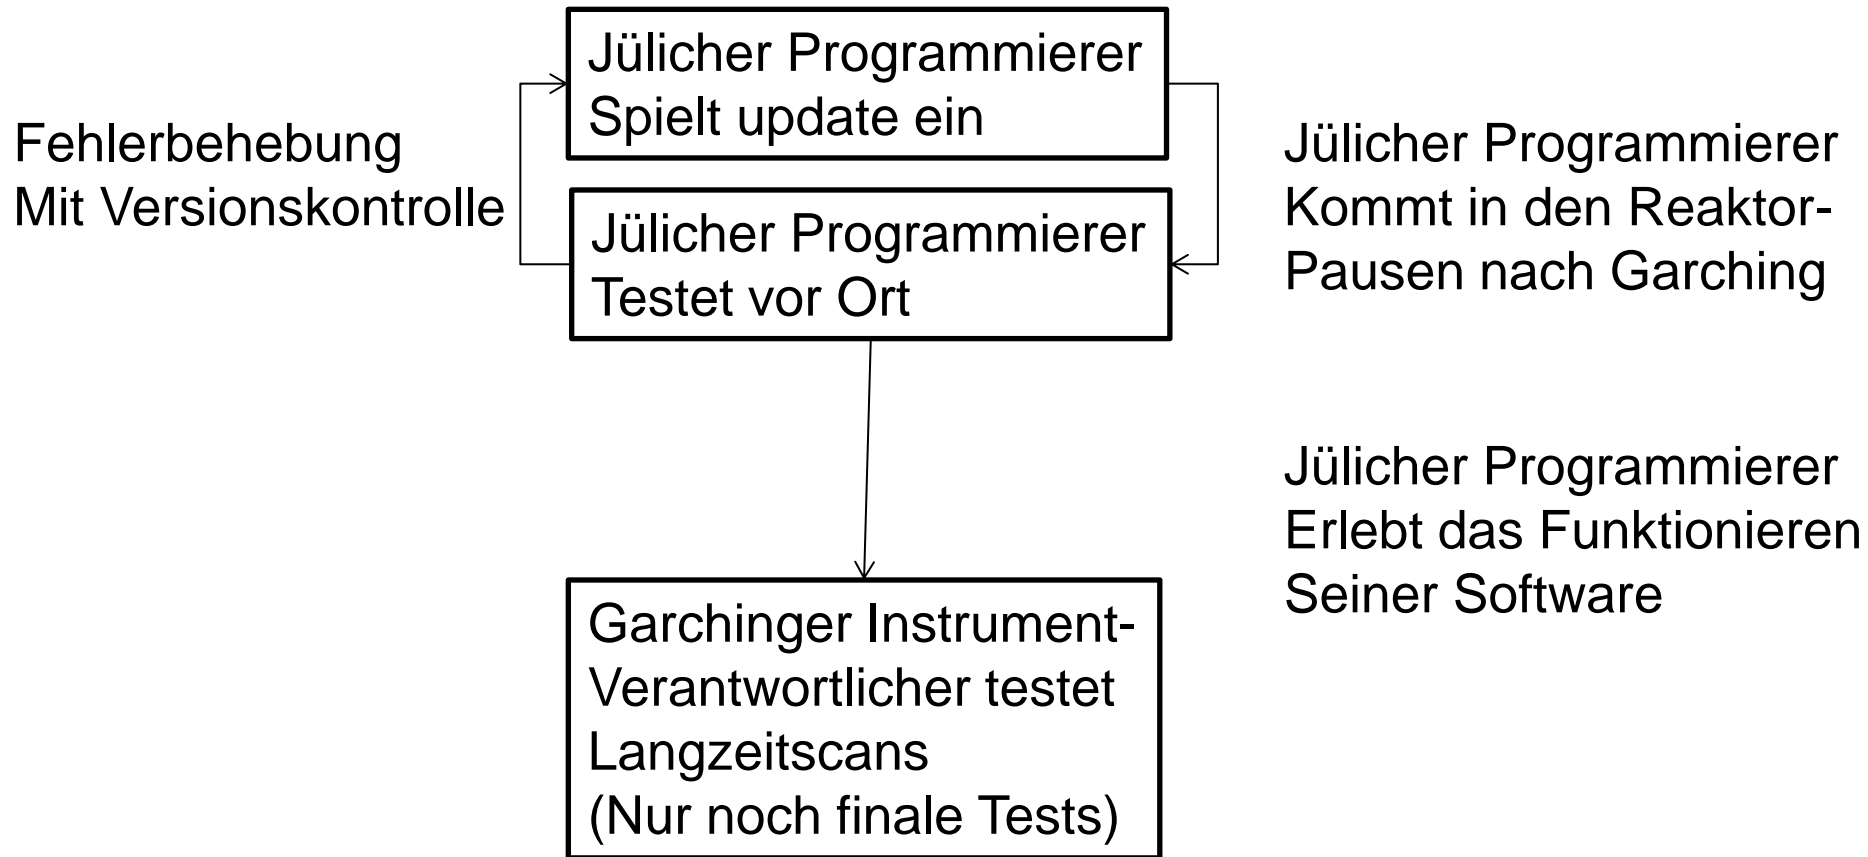 Jülicher Programmierer
Spielt update ein
Fehlerbehebung
Mit Versionskontrolle
Jülicher Programmierer
Kommt in den Reaktor-
Pausen nach Garching
Jülicher Programmierer
Testet vor Ort
Jülicher Programmierer
Erlebt das Funktionieren
Seiner Software
Garchinger Instrument-
Verantwortlicher testet
Langzeitscans
(Nur noch finale Tests)